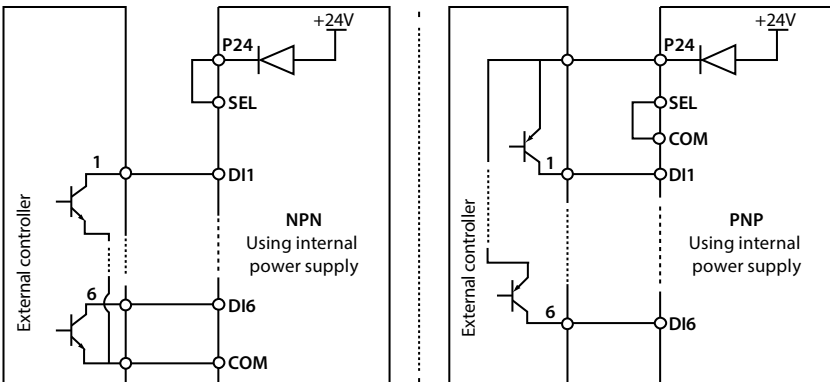 +24V
P24
SEL
1
DI1
External controller
NPN
Using internal
power supply
6
DI6
COM
+24V
P24
SEL
COM
1
DI1
External controller
PNP
Using internal
power supply
6
DI6